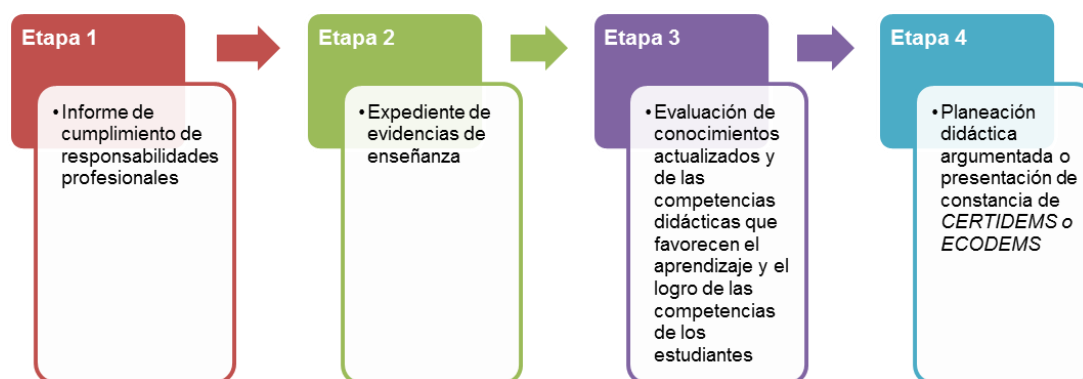 Etapa 1
•Informe de
cumplimiento de
responsabilidades
profesionales
Etapa 2
•Expediente de
evidencias de
enseñanza
Etapa 3
•Evaluación de
conocimientos
actualizados y
de las
competencias
didácticas que
favorecen el
aprendizaje y el
logro de las
competencias
de los
estudiantes
Etapa 4
•Planeación
didáctica
argumentada o
presentación de
constancia de
CERTIDEMS o
ECODEMS